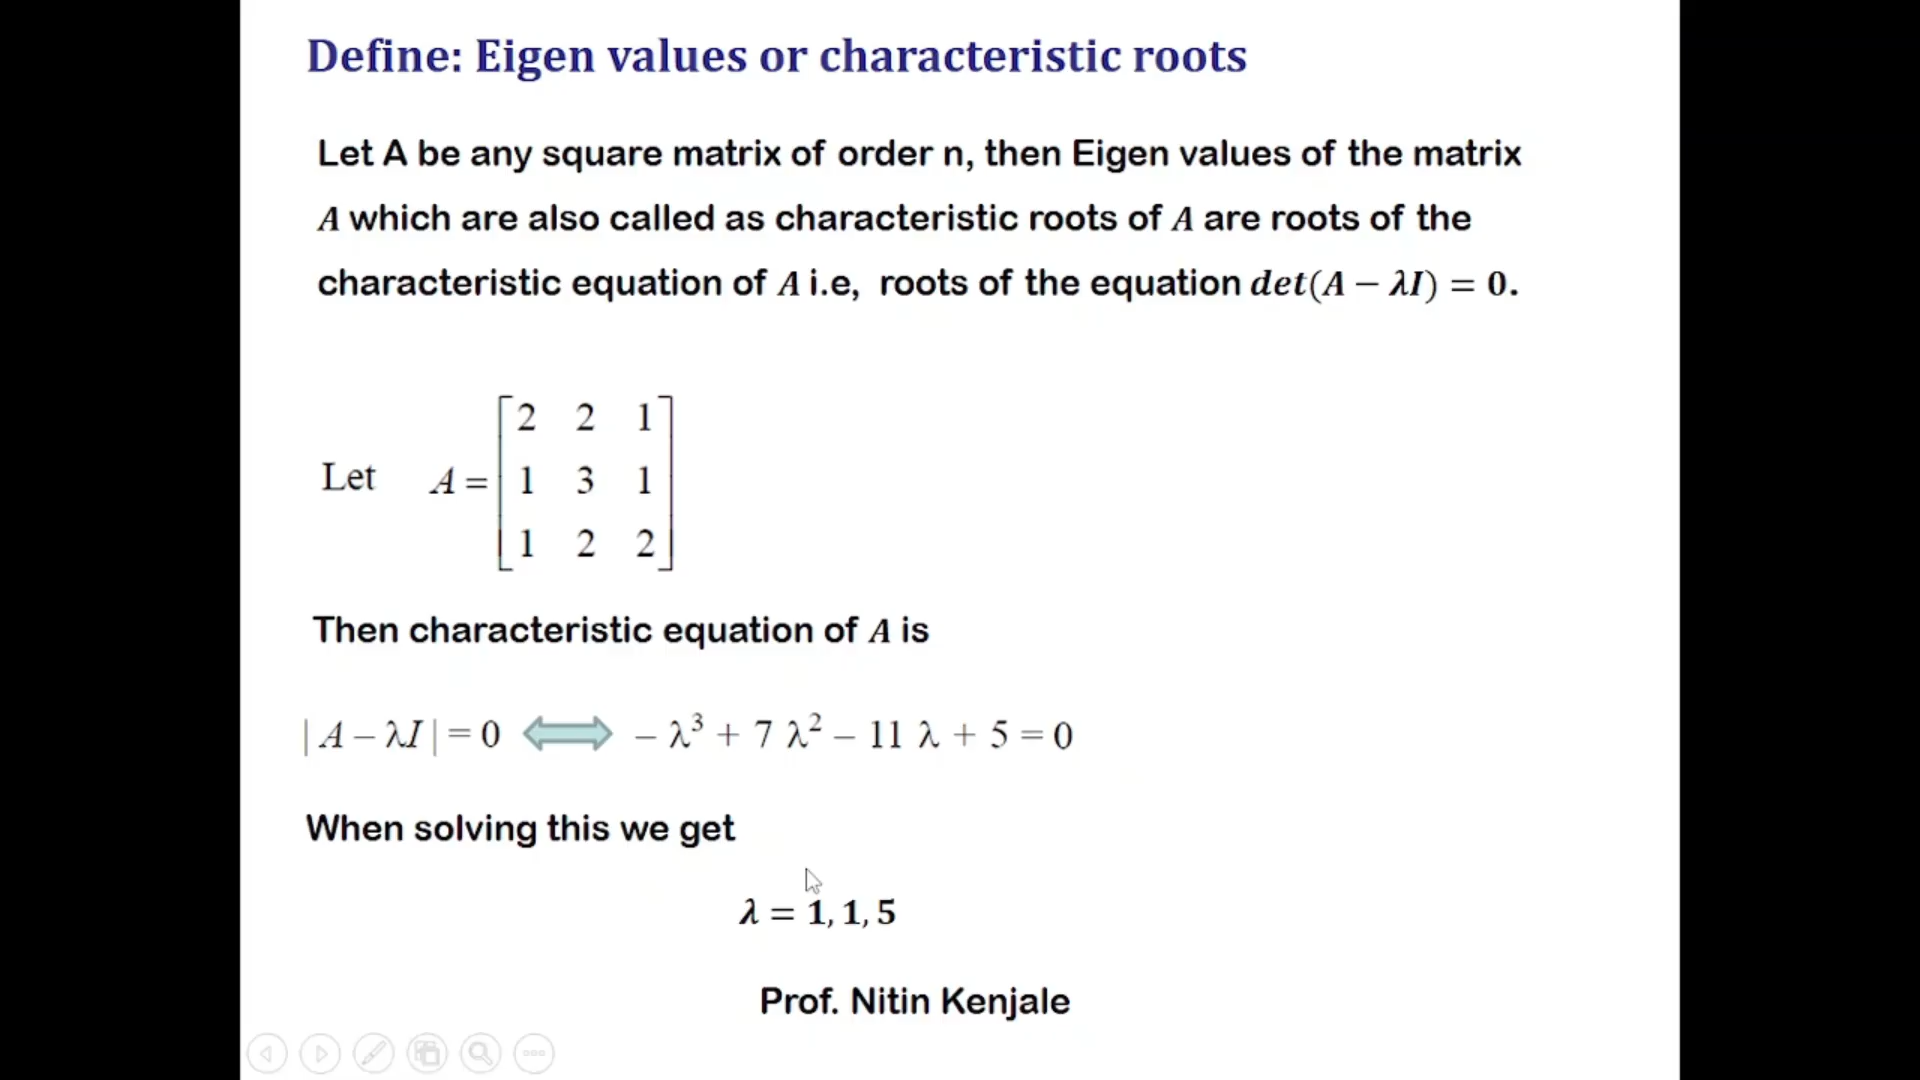 Define: Eigen values or characteristic roots
Let A be any square matrix of order n, then Eigen values of the matrix
A which are also called as characteristic roots of A are roots of the
characteristic equation of A i.e, roots of the equation det(A − λI) = 0.
2 2 1
Let A = 1 3 1
1 2 2
Then characteristic equation of A is
| A − λI | = 0 ⟺ − λ³ + 7 λ² − 11 λ + 5 = 0
When solving this we get
λ = 1, 1, 5
Prof. Nitin Kenjale